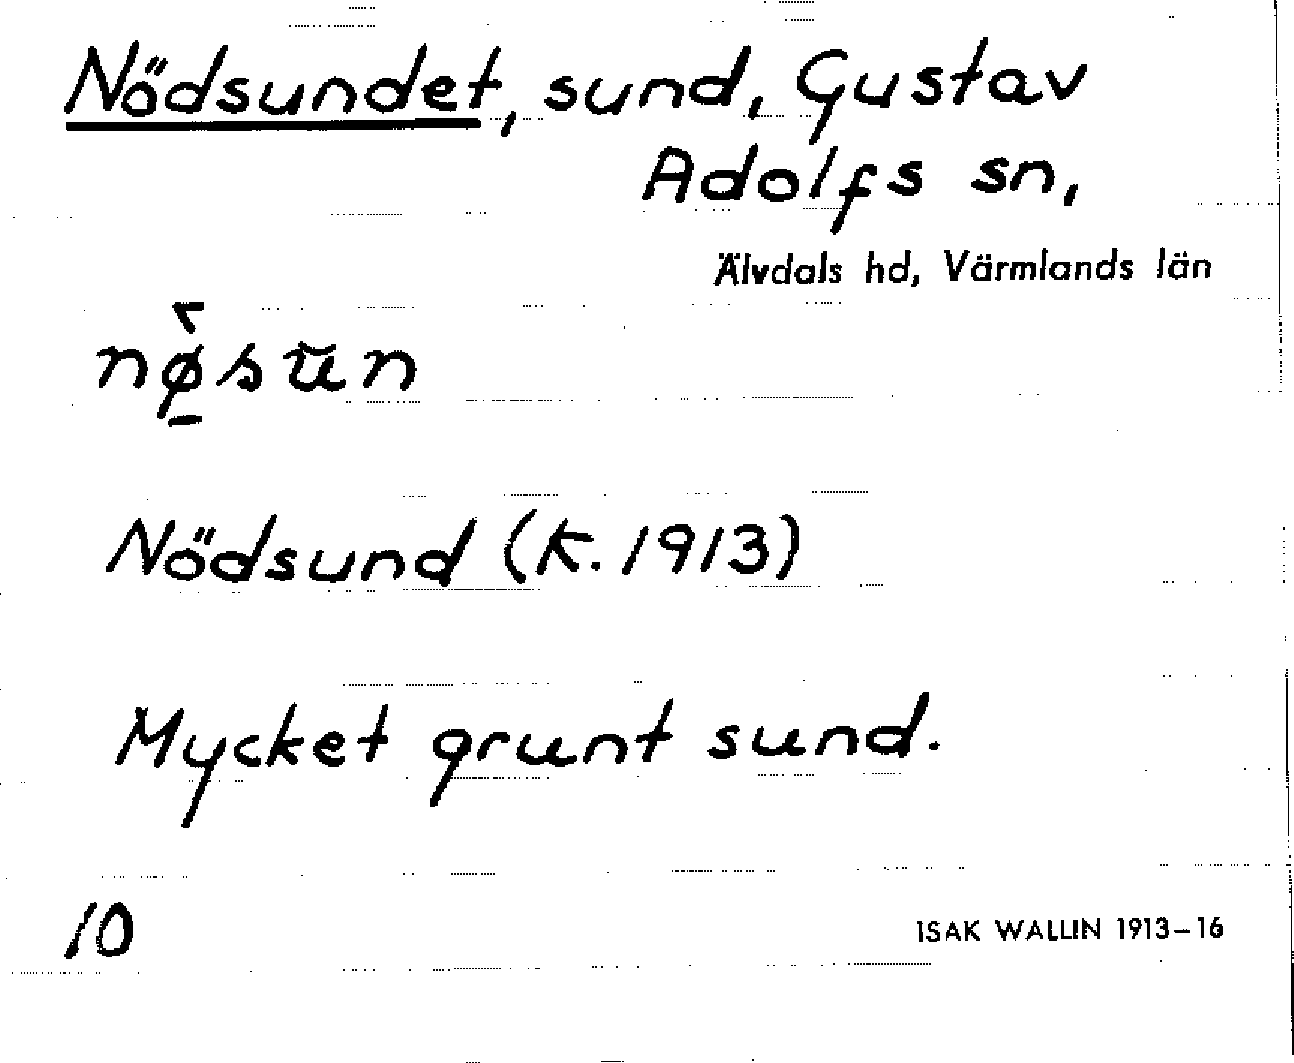 Nödsundet, sund, Gustav
Adolfs sn,
Älvdals hd, Värmlands län
Nödsund (K. 1913)
Mycket grunt sund.
10
ISAK WALLIN 1913–16